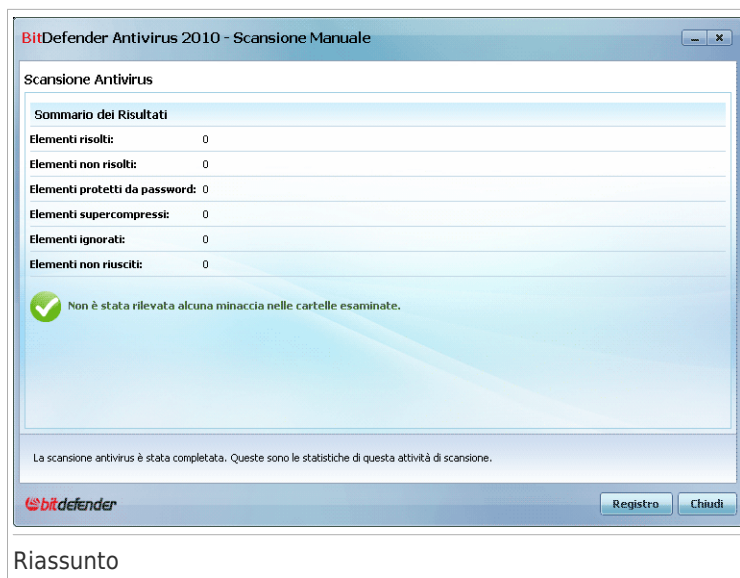 BitDefender Antivirus 2010 - Scansione Manuale
Scansione Antivirus
Sommario dei Risultati
Elementi risolti: 0
Elementi non risolti: 0
Elementi protetti da password: 0
Elementi supercompressi: 0
Elementi ignorati: 0
Elementi non riusciti: 0
Non è stata rilevata alcuna minaccia nelle cartelle esaminate.
La scansione antivirus è stata completata. Queste sono le statistiche di questa attività di scansione.
bitdefender
Registro Chiudi
Riassunto